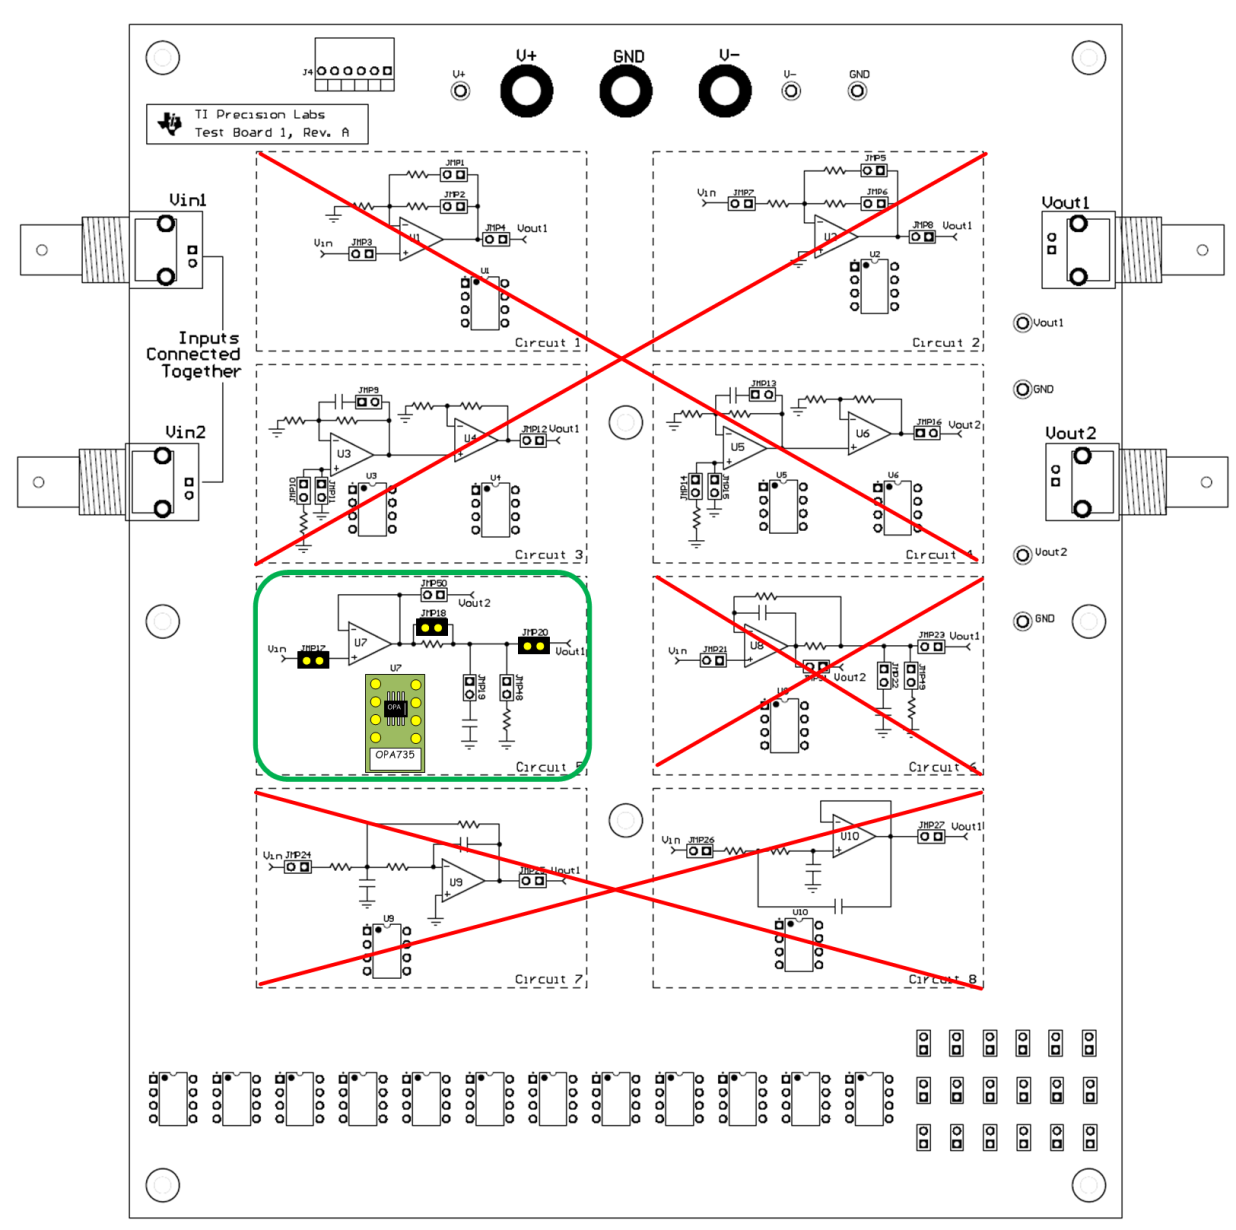 V+ GND V-
J4 V+ V- GND
TI Precision Labs
Test Board 1, Rev. A
Vin1
Vout1
Inputs
Connected
Together
Vin2
Vout2
Vout1
GND
Vout2
GND
JMP1
JMP2
U1
JMP4 Vout1
Vin JMP3
U1
Circuit 1
JMP5
Vin JMP7 JMP6
U2
JMP8 Vout1
U2
Circuit 2
JMP9
U3 U4
JMP12 Vout1
JMP10 JMP11
U3 U4
Circuit 3
JMP13
U5 U6
JMP16 Vout2
JMP14 JMP15
U5 U6
Circuit 4
JMP50
Vout2
JMP18
U7
Vin JMP17
JMP20
Vout1
JMP19 JMP48
U7
OPA
OPA735
Circuit 5
U8
Vin JMP21
JMP23 Vout1
Vout2
JMP22 JMP49
Circuit 6
Vin JMP24
U9
JMP25 Vout1
U9
Circuit 7
Vin JMP26
U10
JMP27 Vout1
U10
Circuit 8